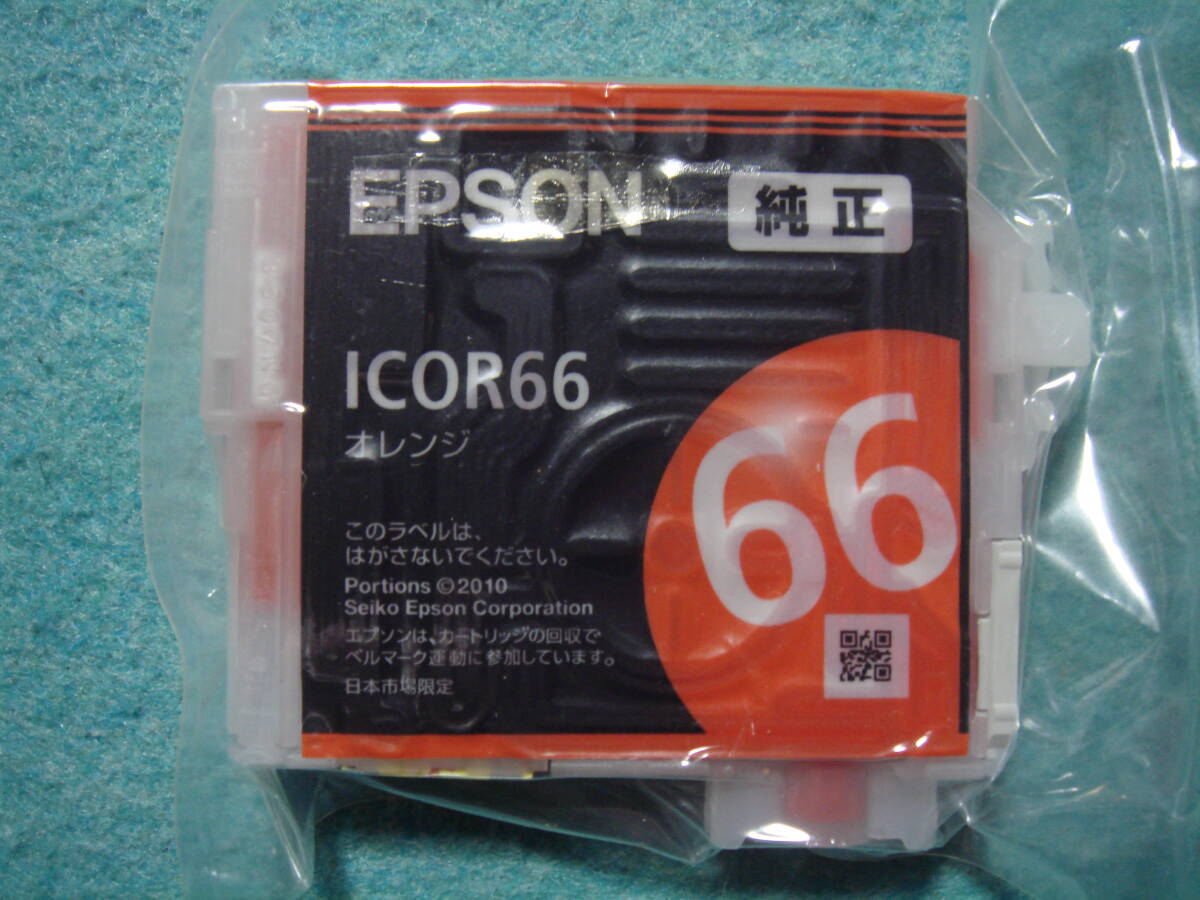 EPSON 純正
ICOR66
オレンジ
66
このラベルは、
はがさないでください。
Portions ©2010
Seiko Epson Corporation
エプソンは、カートリッジの回収で
ベルマーク運動に参加しています。
日本市場限定